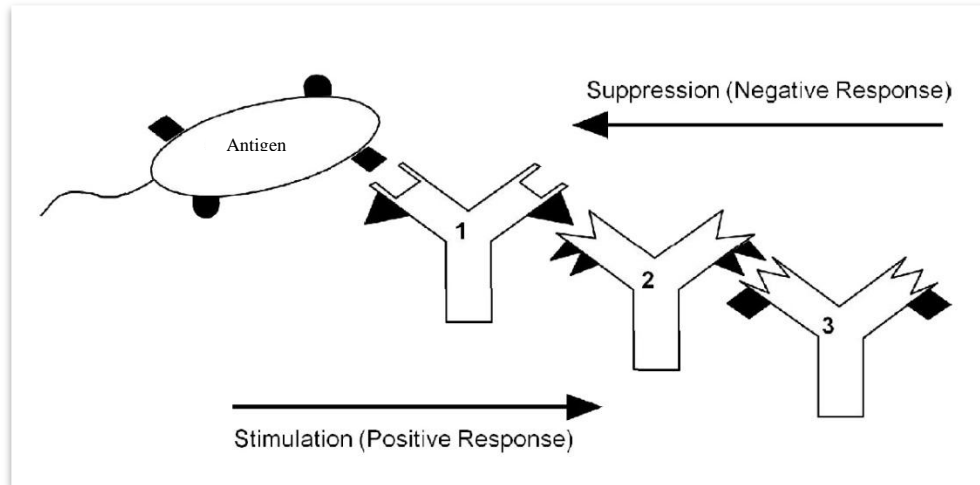 Suppression (Negative Response)
Antigen
1
2
3
Stimulation (Positive Response)